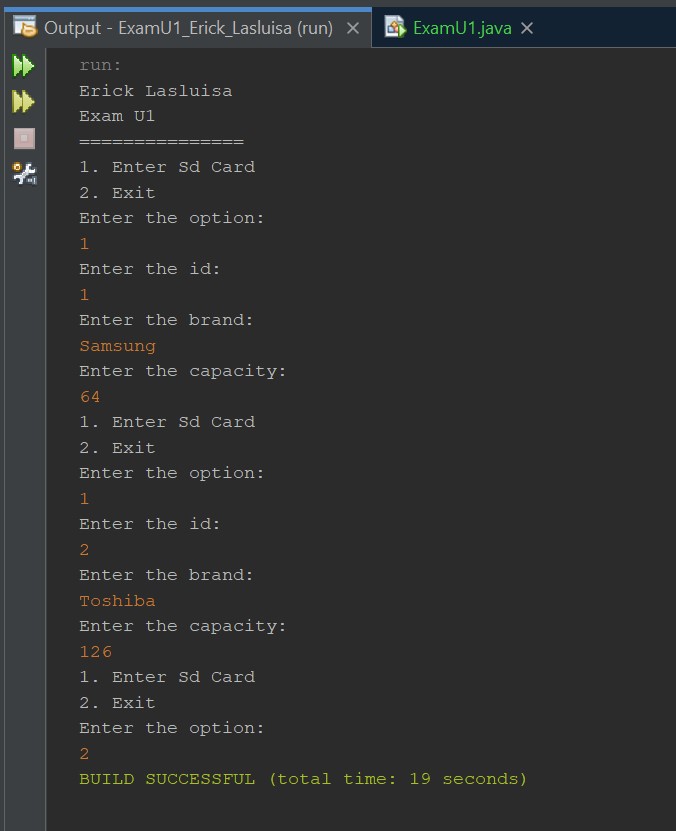 Output - ExamU1_Erick_Lasluisa (run) × ExamU1.java ×
run:
Erick Lasluisa
Exam U1
===============
1. Enter Sd Card
2. Exit
Enter the option:
1
Enter the id:
1
Enter the brand:
Samsung
Enter the capacity:
64
1. Enter Sd Card
2. Exit
Enter the option:
1
Enter the id:
2
Enter the brand:
Toshiba
Enter the capacity:
126
1. Enter Sd Card
2. Exit
Enter the option:
2
BUILD SUCCESSFUL (total time: 19 seconds)